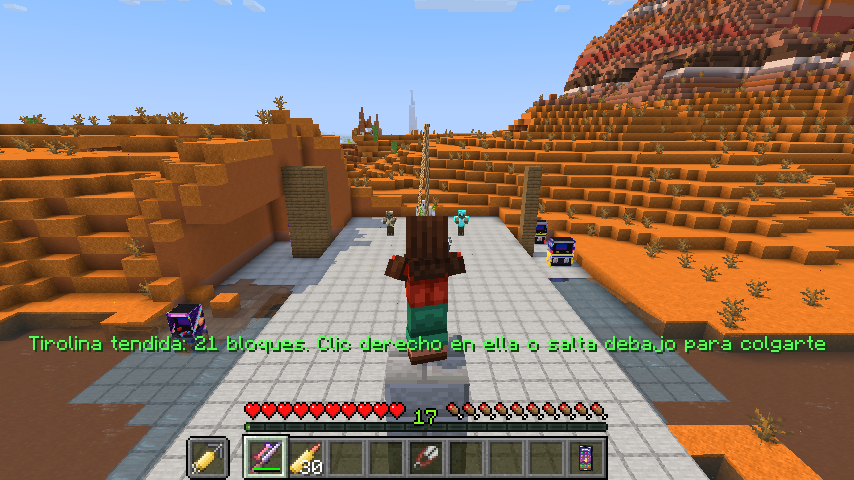 Tirolina tendida: 21 bloques. Clic derecho en ella o salta debajo para colgarte
17
30